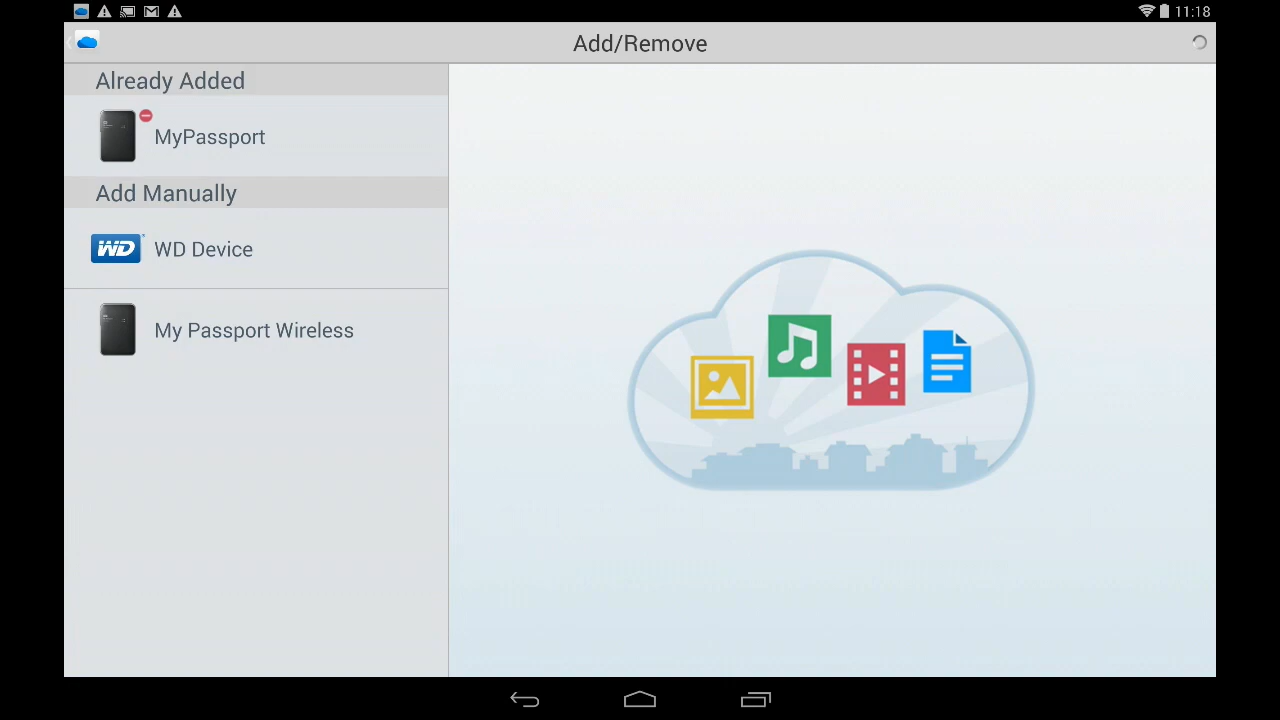 11:18
Add/Remove
Already Added
MyPassport
Add Manually
WD WD Device
My Passport Wireless